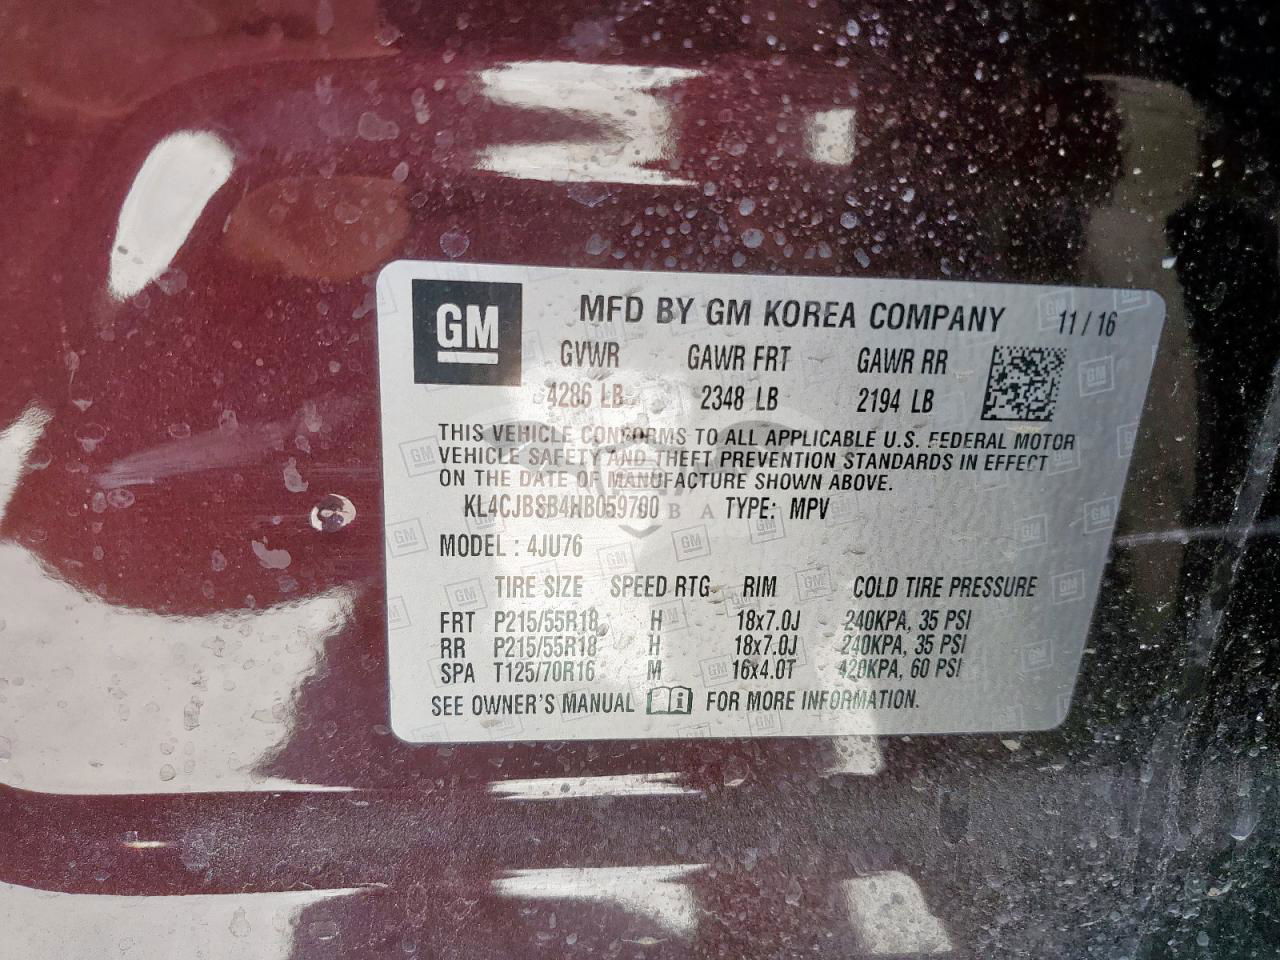 GM
MFD BY GM KOREA COMPANY 11/16
GVWR GAWR FRT GAWR RR
4286 LB 2348 LB 2194 LB
THIS VEHICLE CONFORMS TO ALL APPLICABLE U.S. FEDERAL MOTOR
VEHICLE SAFETY AND THEFT PREVENTION STANDARDS IN EFFECT
ON THE DATE OF MANUFACTURE SHOWN ABOVE.
KL4CJBSB4HB059790 TYPE: MPV
MODEL : 4JU76
TIRE SIZE SPEED RTG RIM COLD TIRE PRESSURE
FRT P215/55R18 H 18x7.0J 240KPA, 35 PSI
RR P215/55R18 H 18x7.0J 240KPA, 35 PSI
SPA T125/70R16 M 16x4.0T 420KPA, 60 PSI
SEE OWNER'S MANUAL FOR MORE INFORMATION.